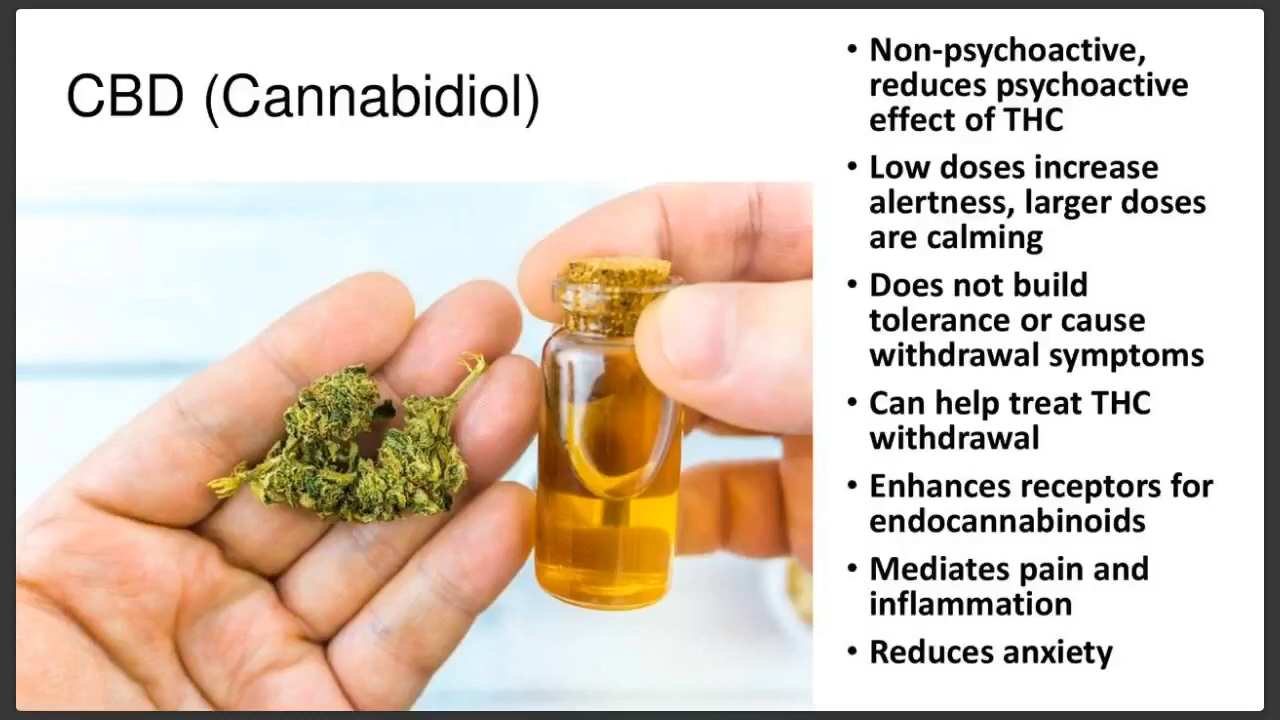 CBD (Cannabidiol)
• Non-psychoactive,
reduces psychoactive
effect of THC
• Low doses increase
alertness, larger doses
are calming
• Does not build
tolerance or cause
withdrawal symptoms
• Can help treat THC
withdrawal
• Enhances receptors for
endocannabinoids
• Mediates pain and
inflammation
• Reduces anxiety